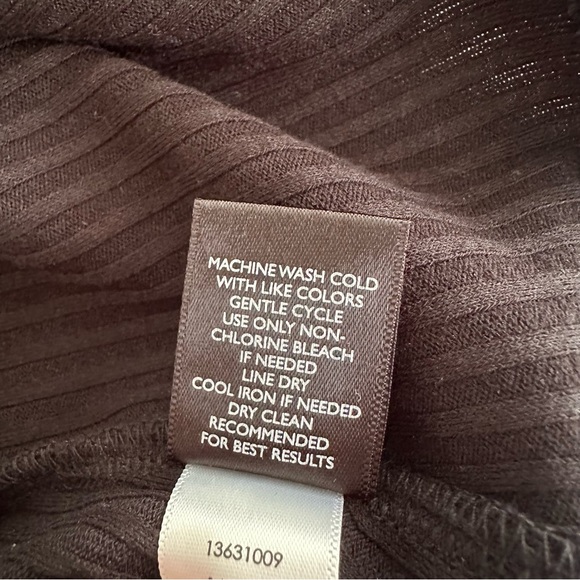 MACHINE WASH COLD
WITH LIKE COLORS
GENTLE CYCLE
USE ONLY NON-
CHLORINE BLEACH
IF NEEDED
LINE DRY
COOL IRON IF NEEDED
DRY CLEAN
RECOMMENDED
FOR BEST RESULTS
13631009